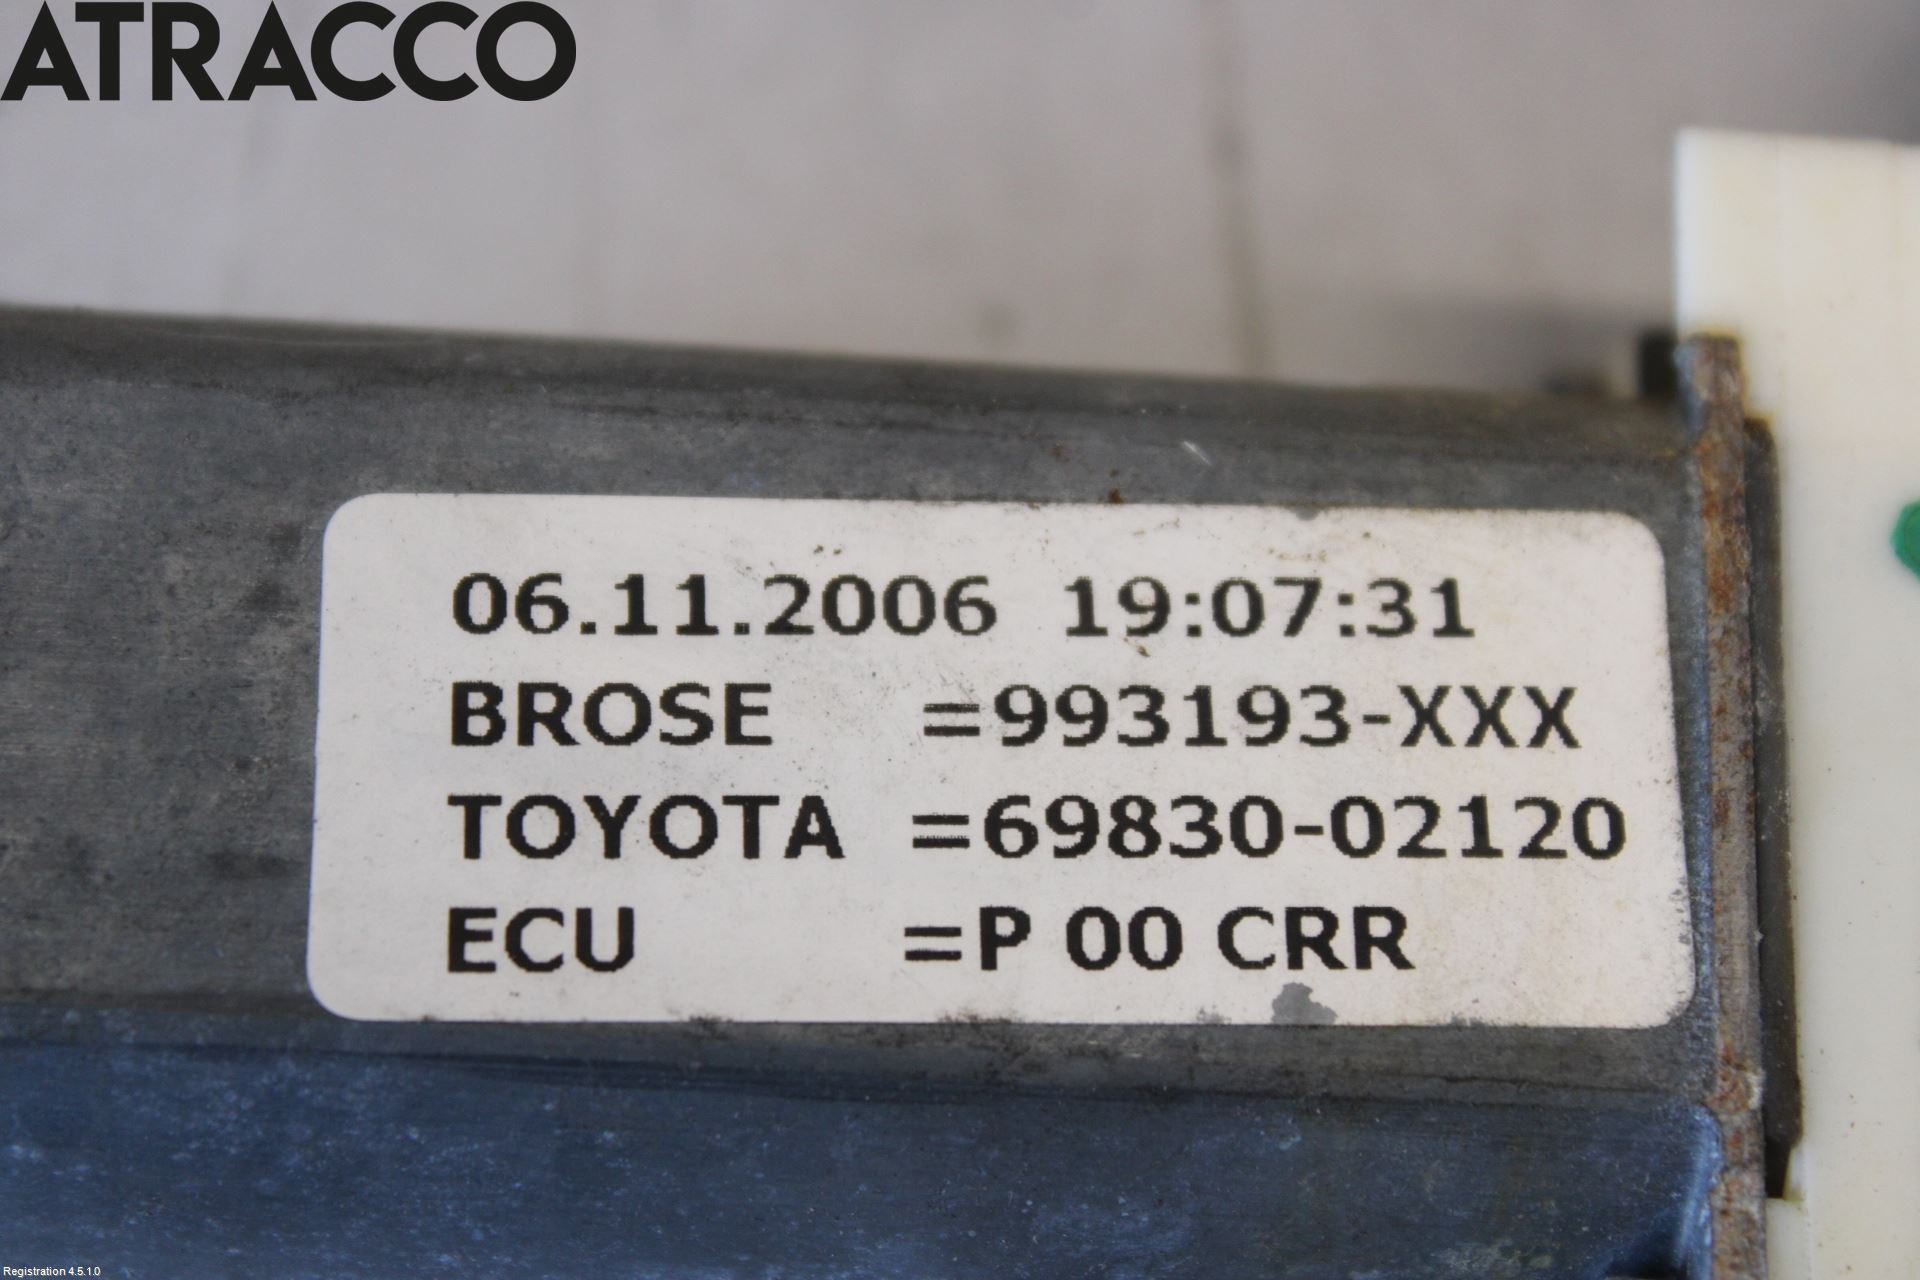 ATRACCO
06.11.2006 19:07:31
BROSE =993193-XXX
TOYOTA =69830-02120
ECU =P 00 CRR
Registration 4.5.1.0